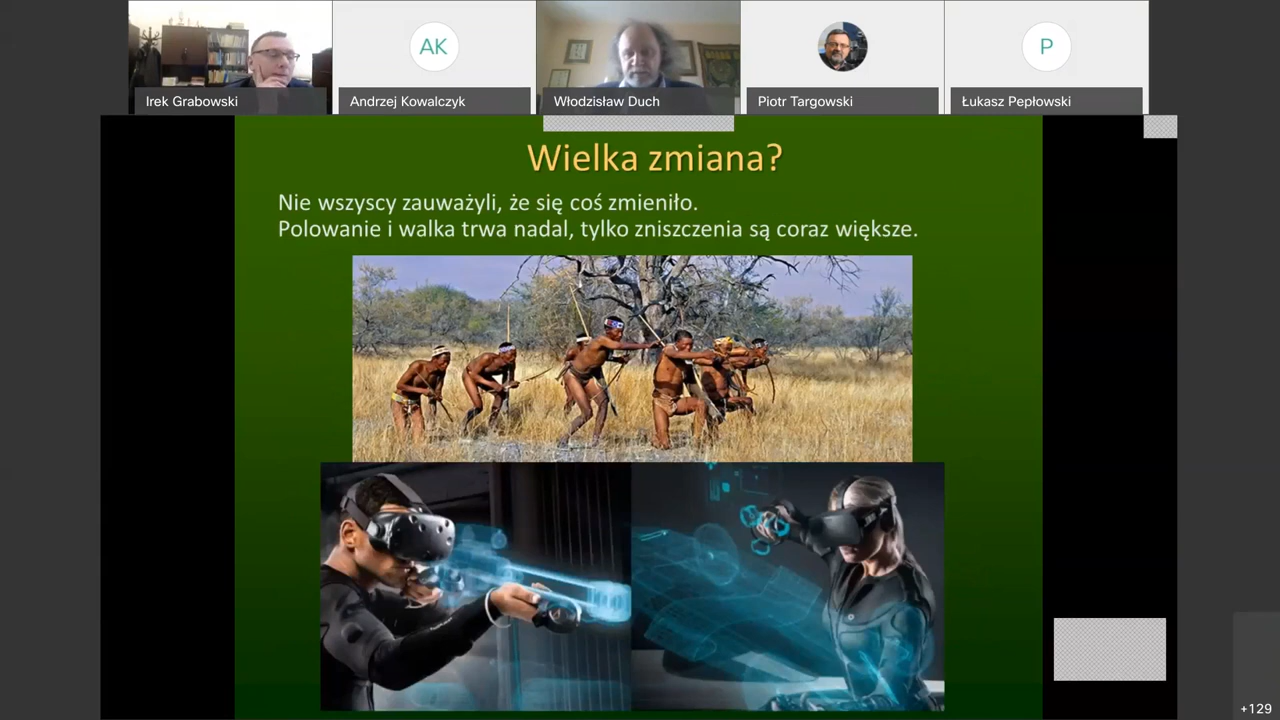 AK
P
Irek Grabowski
Andrzej Kowalczyk
Włodzisław Duch
Piotr Targowski
Łukasz Pepłowski
Wielka zmiana?
Nie wszyscy zauważyli, że się coś zmieniło.
Polowanie i walka trwa nadal, tylko zniszczenia są coraz większe.
+129